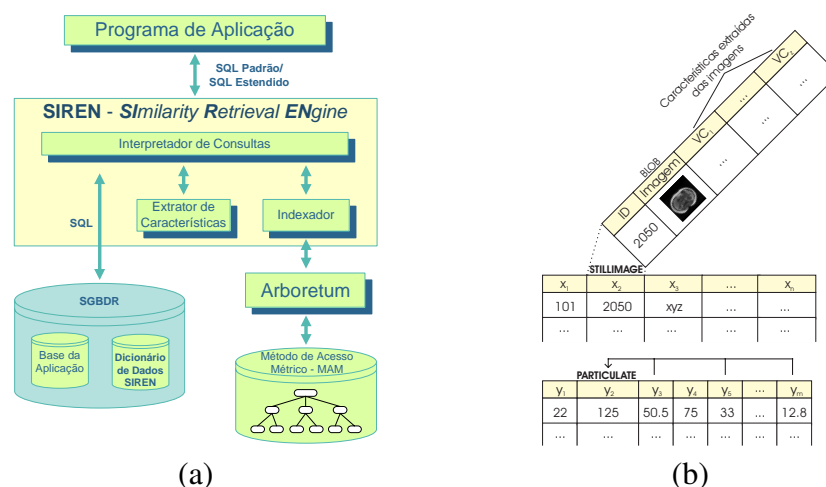 Programa de Aplicação
SQL Padrão/
SQL Estendido
SIREN - SImilarity Retrieval ENgine
Interpretador de Consultas
Extrator de
Características
Indexador
SQL
SGBDR
Base da
Aplicação
Dicionário
de Dados
SIREN
Arboretum
Método de Acesso
Métrico - MAM
(a)
Características extraídas
das imagens
ID
BLOB
Imagem
VC₁
...
VC_z
2050
...
...
...
STILLIMAGE
x₁ x₂ x₃ ... xₙ
101 2050 xyz ... ...
... ... ... ... ...
PARTICULATE
y₁ y₂ y₃ y₄ y₅ ... yₘ
22 125 50.5 75 33 ... 12.8
... ... ... ... ... ... ...
(b)